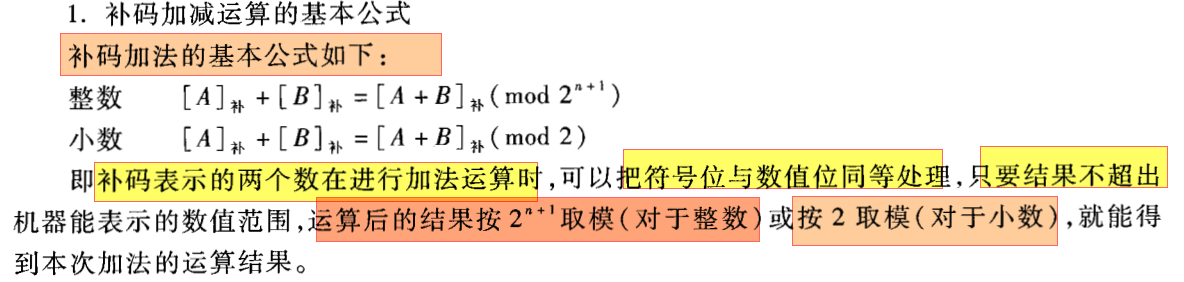 1. 补码加减运算的基本公式
补码加法的基本公式如下：
整数 [A]补 + [B]补 = [A + B]补 (mod 2ⁿ⁺¹)
小数 [A]补 + [B]补 = [A + B]补 (mod 2)
即补码表示的两个数在进行加法运算时，可以把符号位与数值位同等处理，只要结果不超出
机器能表示的数值范围，运算后的结果按 2ⁿ⁺¹ 取模(对于整数)或按 2 取模(对于小数)，就能得
到本次加法的运算结果。